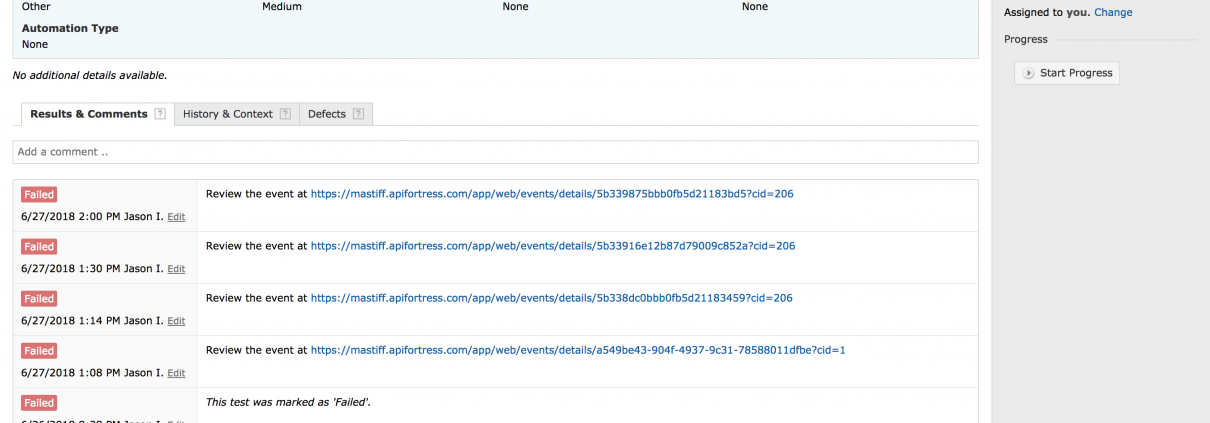 Other Medium None None
Automation Type
None
No additional details available.
Results & Comments ? History & Context ? Defects ?
Add a comment ..
Failed Review the event at https://mastiff.apifortress.com/app/web/events/details/5b339875bbb0fb5d21183bd5?cid=206
6/27/2018 2:00 PM Jason I. Edit
Failed Review the event at https://mastiff.apifortress.com/app/web/events/details/5b33916e12b87d79009c852a?cid=206
6/27/2018 1:30 PM Jason I. Edit
Failed Review the event at https://mastiff.apifortress.com/app/web/events/details/5b338dc0bbb0fb5d21183459?cid=206
6/27/2018 1:14 PM Jason I. Edit
Failed Review the event at https://mastiff.apifortress.com/app/web/events/details/a549be43-904f-4937-9c31-78588011dfbe?cid=1
6/27/2018 1:08 PM Jason I. Edit
Failed This test was marked as 'Failed'.
Assigned to you. Change
Progress
Start Progress